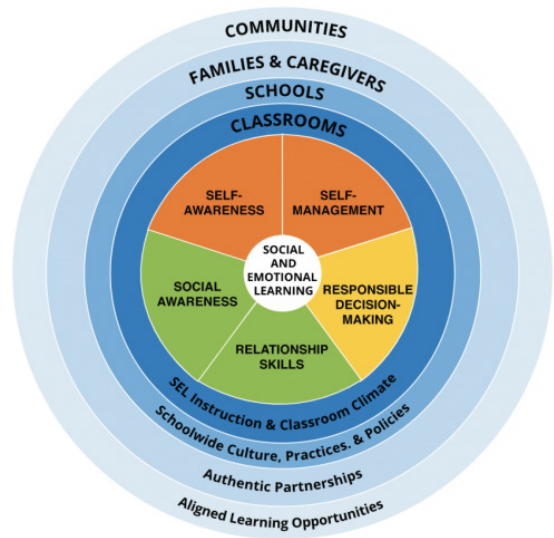 COMMUNITIES
FAMILIES & CAREGIVERS
SCHOOLS
CLASSROOMS
SELF-
AWARENESS
SELF-
MANAGEMENT
SOCIAL
AND
EMOTIONAL
LEARNING
SOCIAL
AWARENESS
RESPONSIBLE
DECISION-
MAKING
RELATIONSHIP
SKILLS
SEL Instruction & Classroom Climate
Schoolwide Culture, Practices. & Policies
Authentic Partnerships
Aligned Learning Opportunities